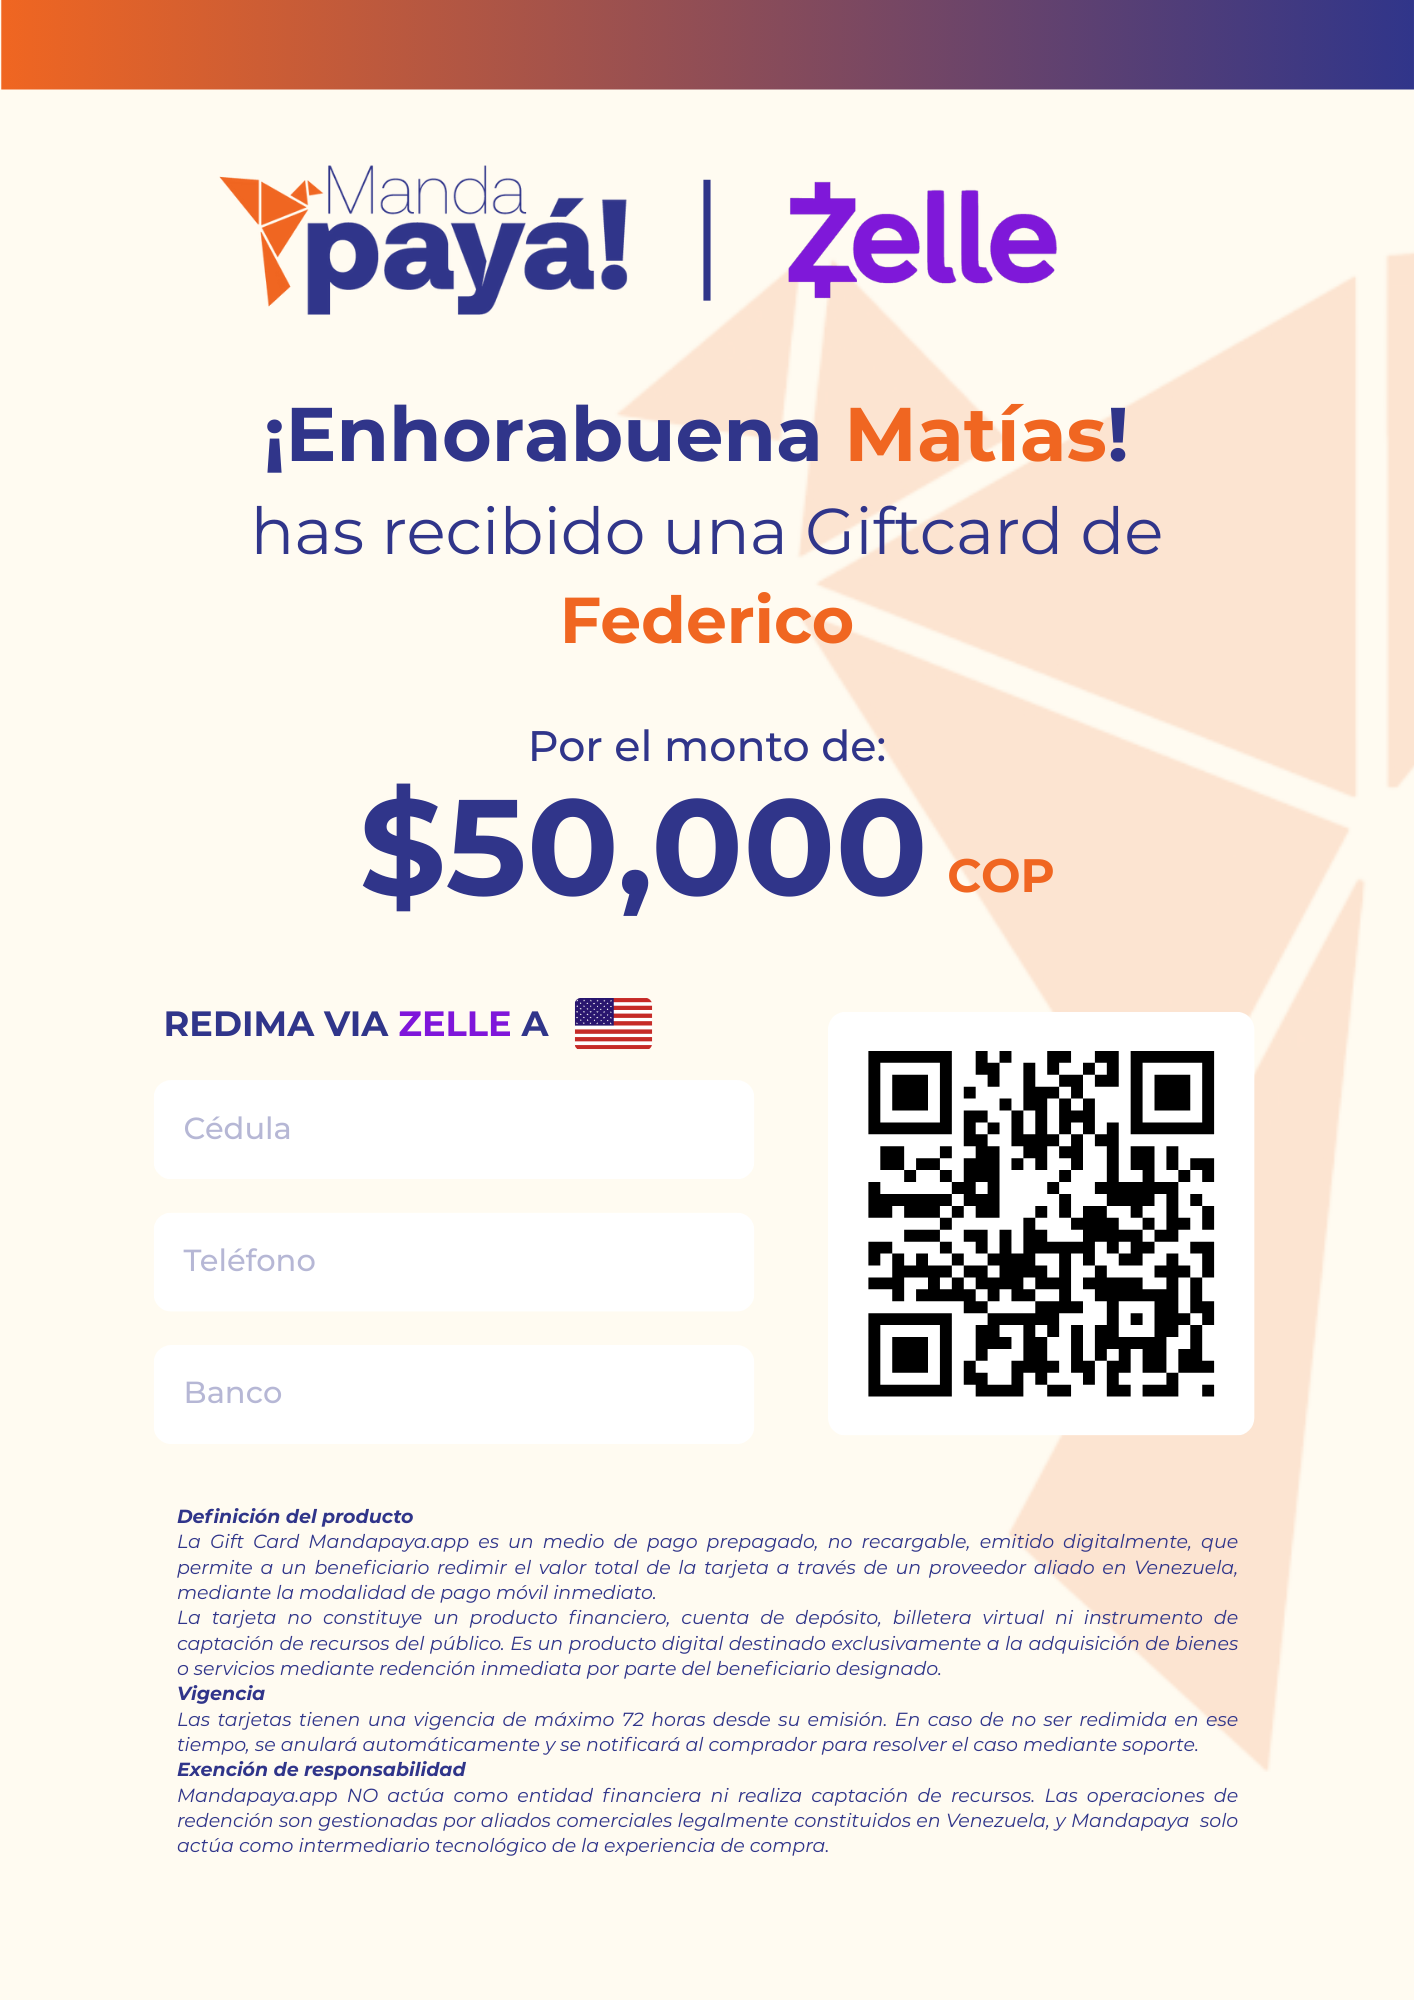 Manda
payá!
Zelle
¡Enhorabuena Matías!
has recibido una Giftcard de
Federico
Por el monto de:
$50,000 COP
REDIMA VIA ZELLE A
Cédula
Teléfono
Banco
Definición del producto
La Gift Card Mandapaya.app es un medio de pago prepagado, no recargable, emitido digitalmente, que
permite a un beneficiario redimir el valor total de la tarjeta a través de un proveedor aliado en Venezuela,
mediante la modalidad de pago móvil inmediato.
La tarjeta no constituye un producto financiero, cuenta de depósito, billetera virtual ni instrumento de
captación de recursos del público. Es un producto digital destinado exclusivamente a la adquisición de bienes
o servicios mediante redención inmediata por parte del beneficiario designado.
Vigencia
Las tarjetas tienen una vigencia de máximo 72 horas desde su emisión. En caso de no ser redimida en ese
tiempo, se anulará automáticamente y se notificará al comprador para resolver el caso mediante soporte.
Exención de responsabilidad
Mandapaya.app NO actúa como entidad financiera ni realiza captación de recursos. Las operaciones de
redención son gestionadas por aliados comerciales legalmente constituidos en Venezuela, y Mandapaya solo
actúa como intermediario tecnológico de la experiencia de compra.